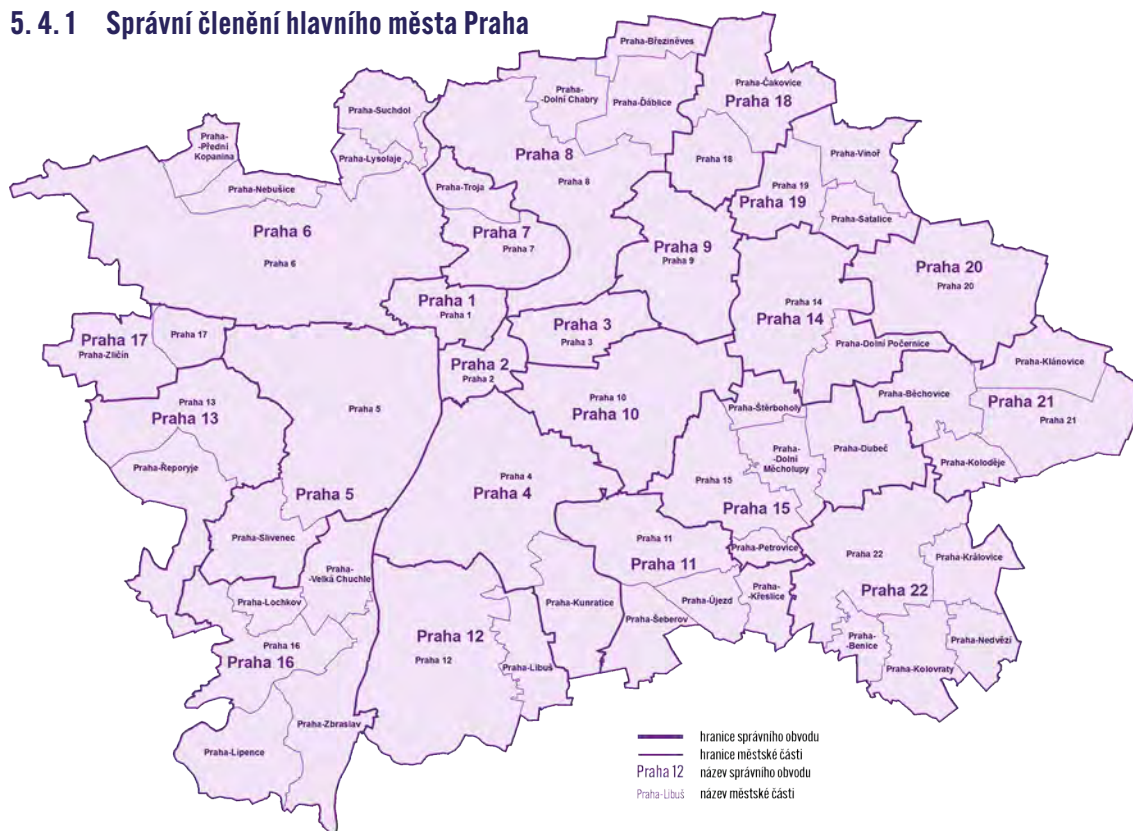 5. 4. 1 Správní členění hlavního města Praha
Praha-Březiněves
Praha-Čakovice
Praha 18
Praha-
-Dolní Chabry
Praha-Ďáblice
Praha-Suchdol
Praha-
-Přední
Kopanina
Praha-Lysolaje
Praha 8
Praha 8
Praha 18
Praha-Vinoř
Praha-Nebušice
Praha-Troja
Praha 19
Praha 19
Praha-Satalice
Praha 6
Praha 6
Praha 7
Praha 7
Praha 9
Praha 9
Praha 20
Praha 20
Praha 1
Praha 1
Praha 14
Praha 14
Praha 3
Praha 3
Praha 17
Praha 17
Praha-Zličín
Praha 2
Praha 2
Praha-Dolní Počernice
Praha-Klánovice
Praha 13
Praha 13
Praha 5
Praha 10
Praha 10
Praha-Běchovice
Praha 21
Praha 21
Praha-Štěrboholy
Praha-Řeporyje
Praha-
-Dolní
Měcholupy
Praha-Dubeč
Praha-Koloděje
Praha 5
Praha 4
Praha 4
Praha 15
Praha 15
Praha-Slivenec
Praha 11
Praha 11
Praha-Petrovice
Praha 22
Praha 22
Praha-Královice
Praha-
-Velká Chuchle
Praha-Lochkov
Praha-Kunratice
Praha-Šeberov
Praha-Újezd
Praha-
-Křeslice
Praha 16
Praha 16
Praha 12
Praha 12
Praha-Libuš
Praha-
-Benice
Praha-Kolovraty
Praha-Nedvězí
Praha-Zbraslav
Praha-Lipence
hranice správního obvodu
hranice městské části
Praha 12 název správního obvodu
Praha-Libuš název městské části